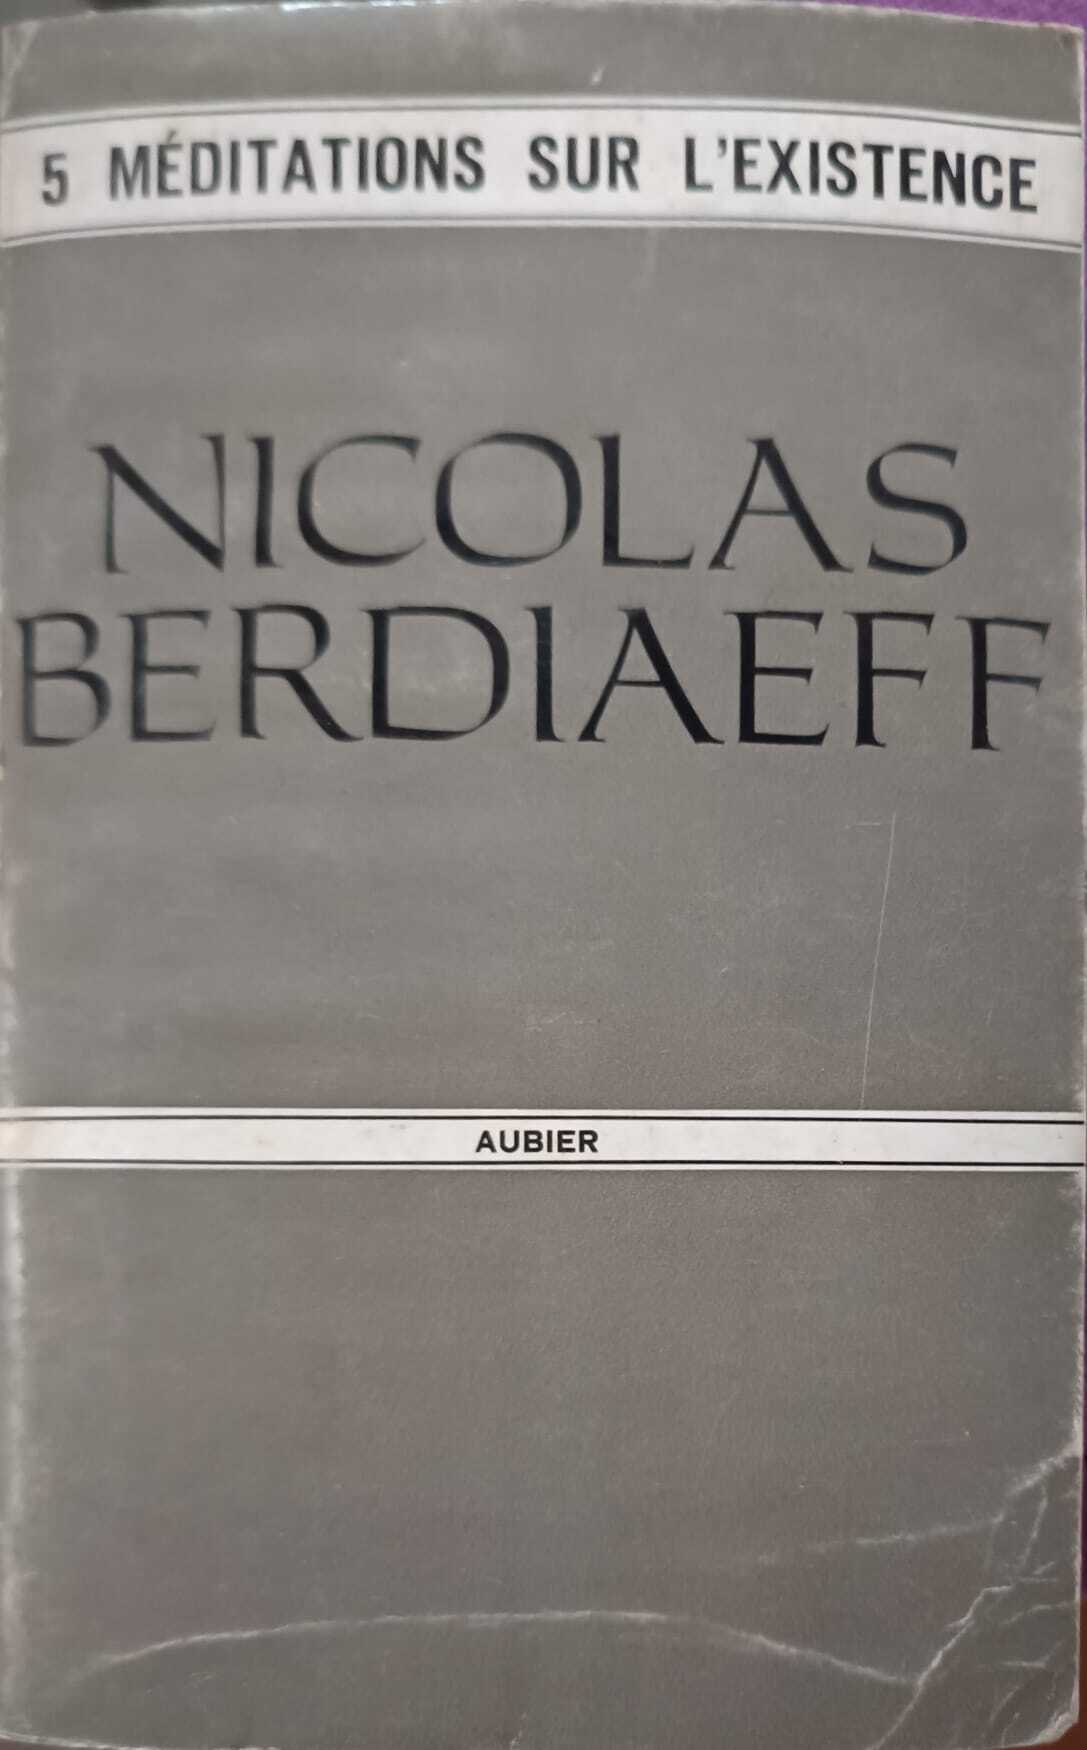 5 MÉDITATIONS SUR L'EXISTENCE
NICOLAS
BERDIAEFF
AUBIER